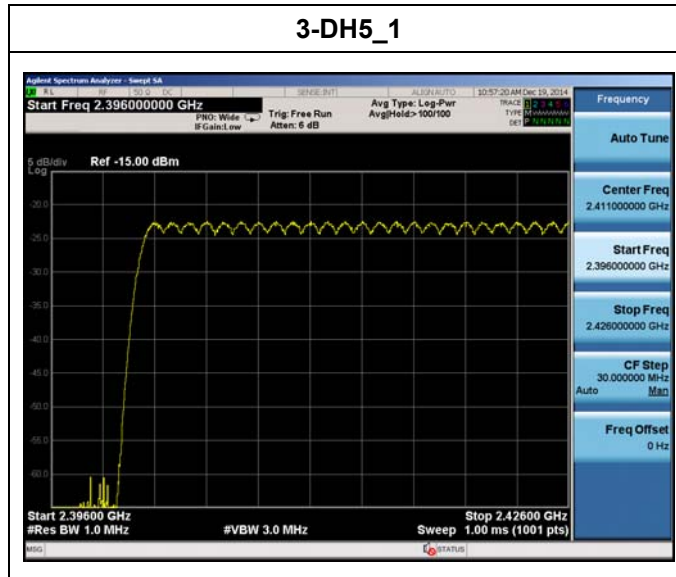 3-DH5_1
Agilent Spectrum Analyzer - Swept SA
RL RF 50 Ω DC SENSE:INT ALIGN AUTO 10:57:20 AM Dec 19, 2014
Start Freq 2.396000000 GHz
PNO: Wide
IFGain:Low
Trig: Free Run
Atten: 6 dB
Avg Type: Log-Pwr
Avg|Hold>100/100
TRACE 1 2 3 4 5 6
TYPE M
DET P N N N N N
Frequency
5 dB/div Ref -15.00 dBm
Log
-20.0
-25.0
-30.0
-35.0
-40.0
-45.0
-50.0
-55.0
-60.0
Start 2.39600 GHz
Stop 2.42600 GHz
#Res BW 1.0 MHz
#VBW 3.0 MHz
Sweep 1.00 ms (1001 pts)
MSG
STATUS
Auto Tune
Center Freq
2.411000000 GHz
Start Freq
2.396000000 GHz
Stop Freq
2.426000000 GHz
CF Step
30.000000 MHz
Auto Man
Freq Offset
0 Hz